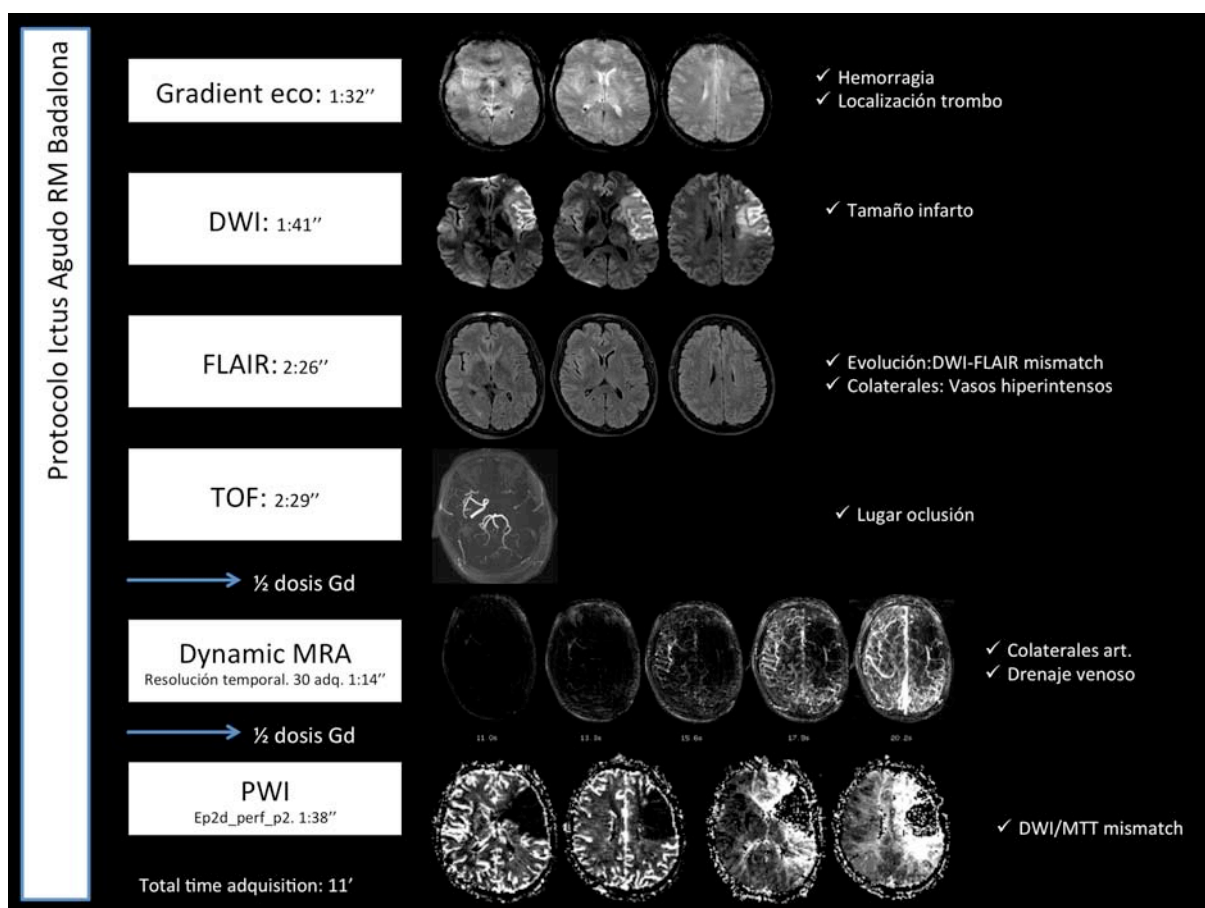 Protocolo Ictus Agudo RM Badalona
Gradient eco: 1:32’’
✓ Hemorragia
✓ Localización trombo
DWI: 1:41’’
✓ Tamaño infarto
FLAIR: 2:26’’
✓ Evolución:DWI-FLAIR mismatch
✓ Colaterales: Vasos hiperintensos
TOF: 2:29’’
✓ Lugar oclusión
½ dosis Gd
Dynamic MRA
Resolución temporal. 30 adq. 1:14’’
✓ Colaterales art.
✓ Drenaje venoso
½ dosis Gd
11.0s 13.3s 15.6s 17.9s 20.2s
PWI
Ep2d_perf_p2. 1:38’’
✓ DWI/MTT mismatch
Total time adquisition: 11’